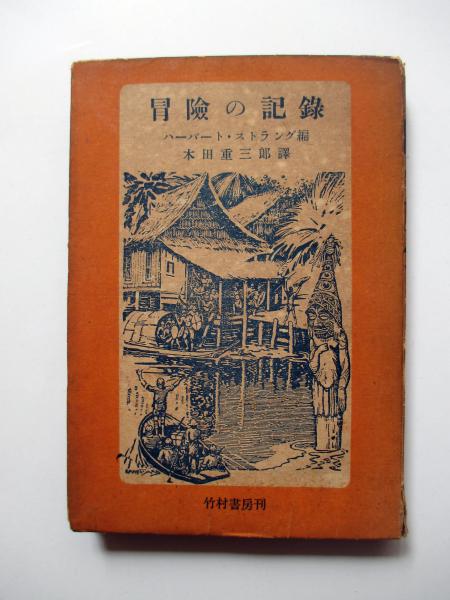 冒險の記錄
ハーバート・ストラング編
木田重三郎譯
竹村書房刊